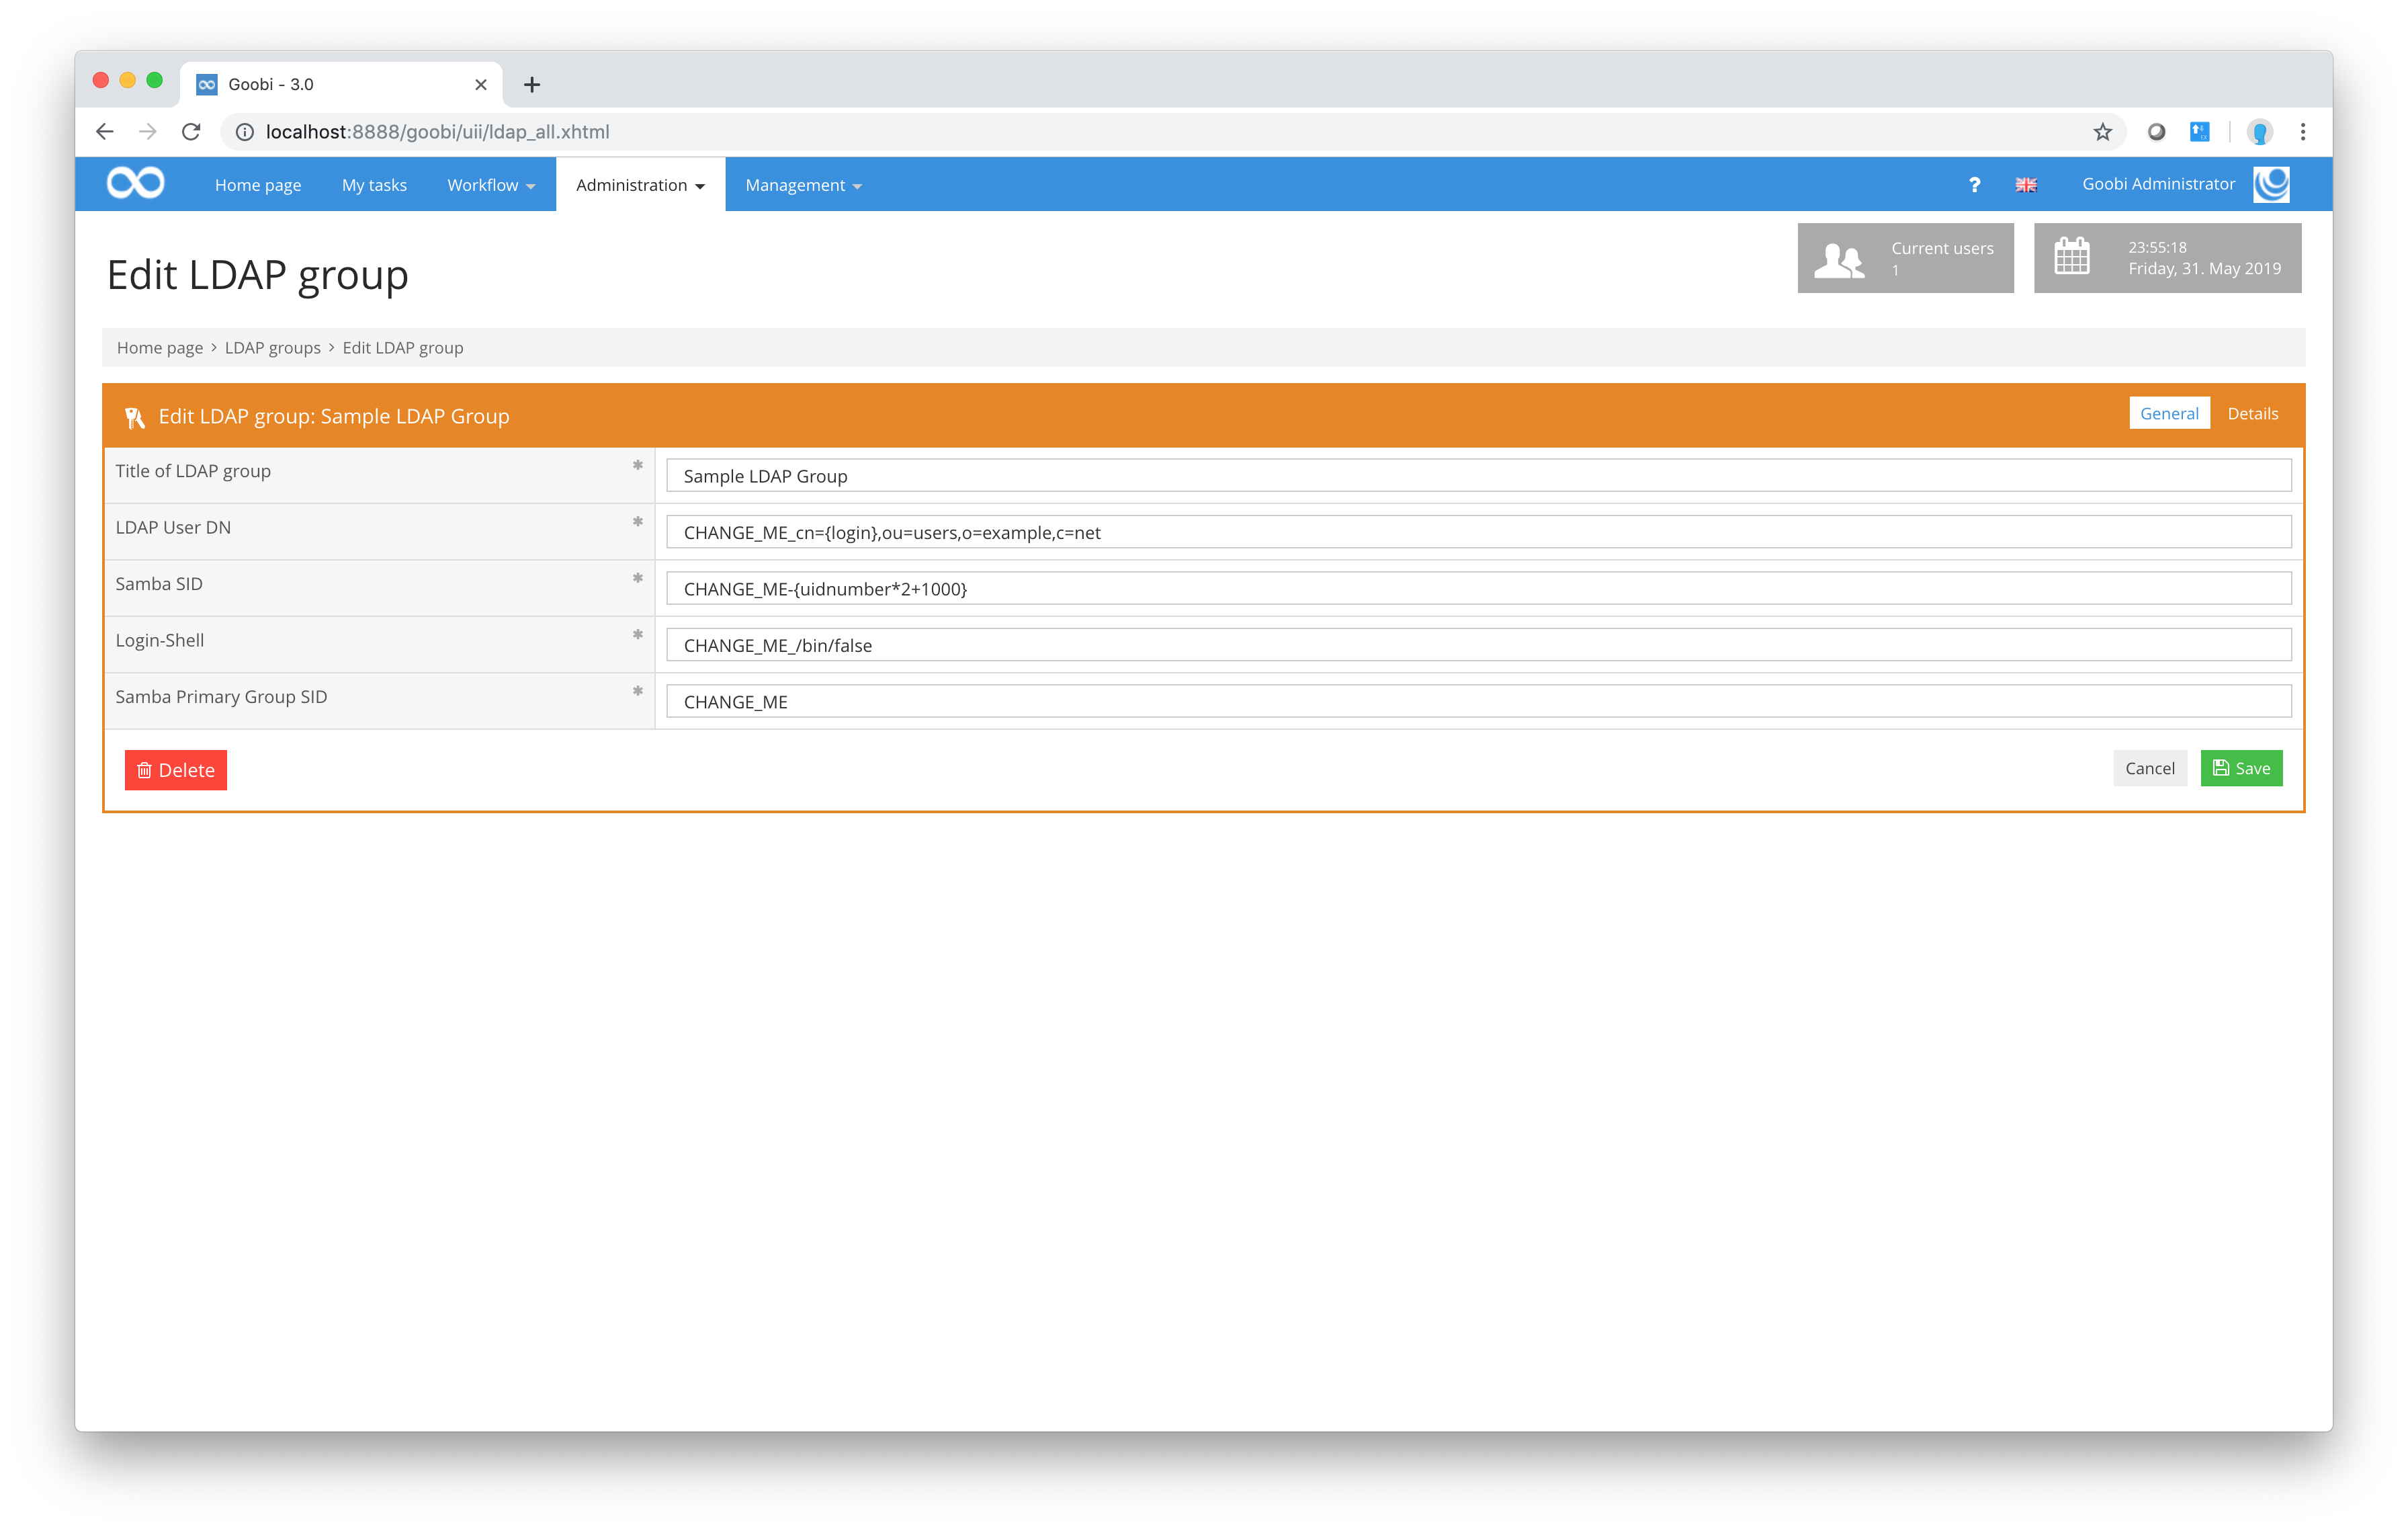 Goobi - 3.0
localhost:8888/goobi/uii/ldap_all.xhtml
Home page My tasks Workflow Administration Management ? Goobi Administrator
Edit LDAP group
Current users
1
23:55:18
Friday, 31. May 2019
Home page > LDAP groups > Edit LDAP group
Edit LDAP group: Sample LDAP Group
General Details
Title of LDAP group * Sample LDAP Group
LDAP User DN * CHANGE_ME_cn={login},ou=users,o=example,c=net
Samba SID * CHANGE_ME-{uidnumber*2+1000}
Login-Shell * CHANGE_ME_/bin/false
Samba Primary Group SID * CHANGE_ME
Delete Cancel Save